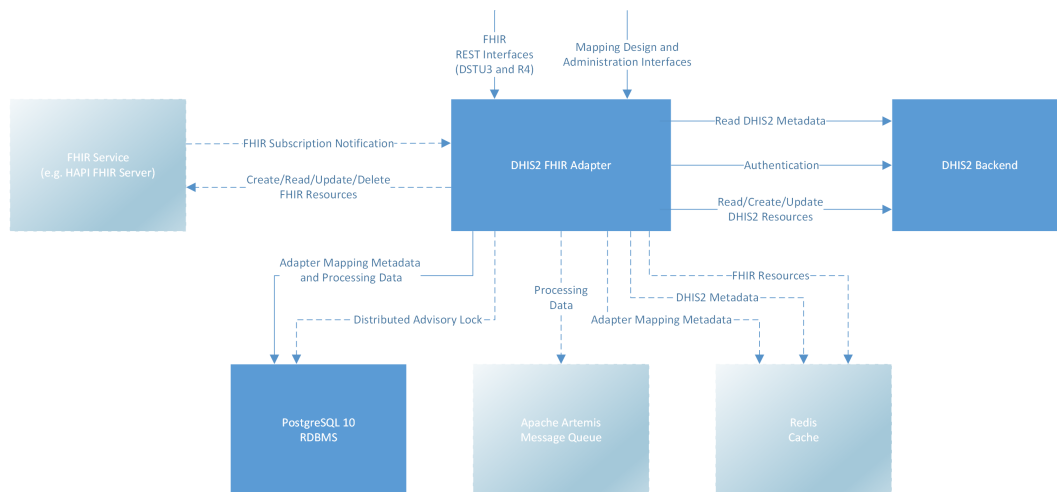 FHIR
REST Interfaces
(DSTU3 and R4)
Mapping Design and
Administration Interfaces
FHIR Service
(e.g. HAPI FHIR Server)
FHIR Subscription Notification
Create/Read/Update/Delete
FHIR Resources
DHIS2 FHIR Adapter
Read DHIS2 Metadata
Authentication
Read/Create/Update
DHIS2 Resources
DHIS2 Backend
Adapter Mapping Metadata
and Processing Data
Distributed Advisory Lock
Processing
Data
FHIR Resources
DHIS2 Metadata
Adapter Mapping Metadata
PostgreSQL 10
RDBMS
Apache Artemis
Message Queue
Redis
Cache